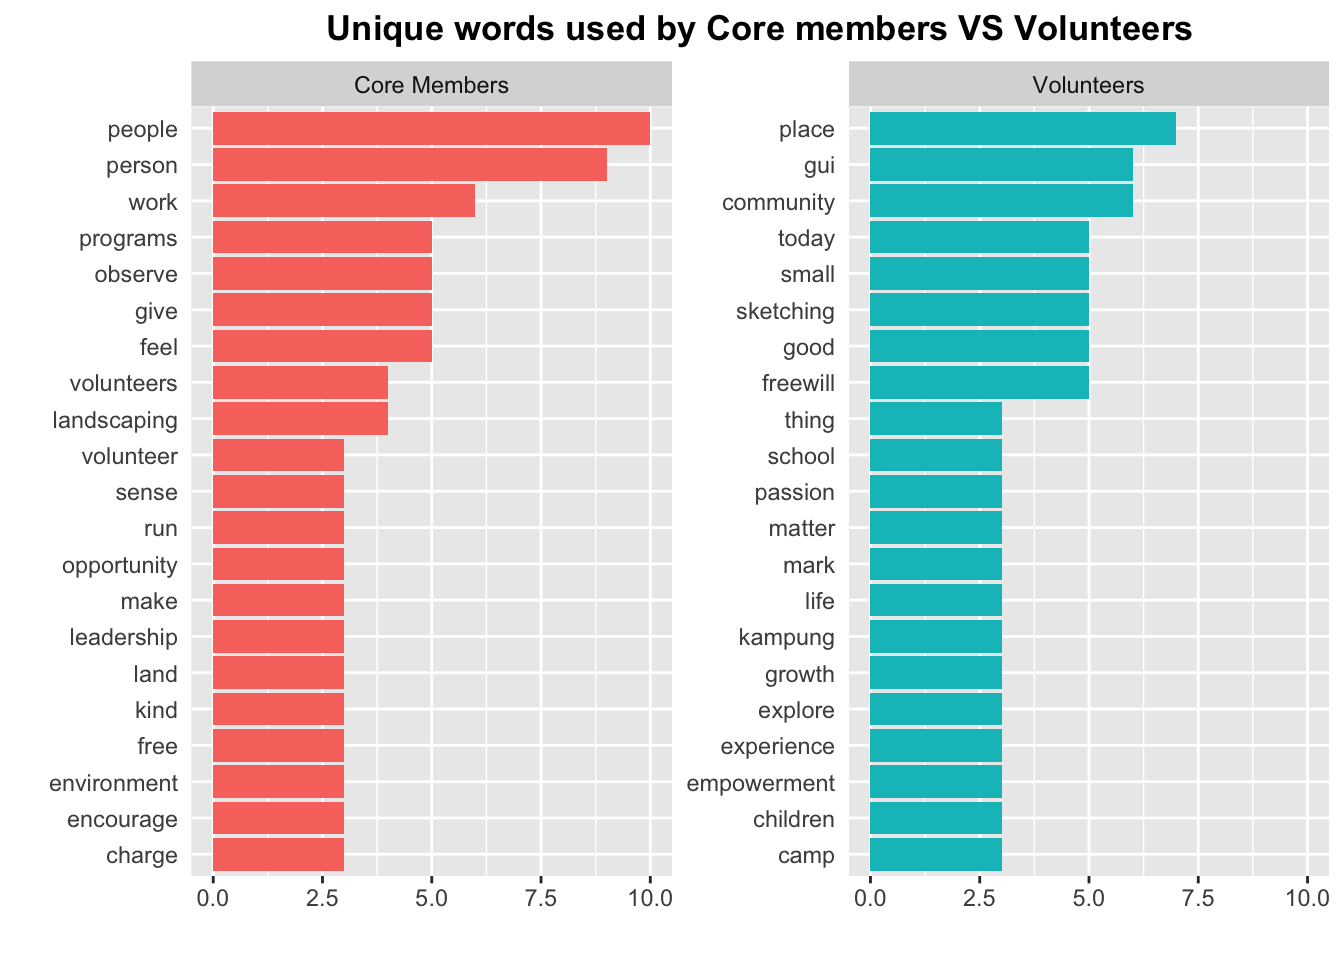 Unique words used by Core members VS Volunteers
Core Members
people
person
work
programs
observe
give
feel
volunteers
landscaping
volunteer
sense
run
opportunity
make
leadership
land
kind
free
environment
encourage
charge
0.0 2.5 5.0 7.5 10.0
Volunteers
place
gui
community
today
small
sketching
good
freewill
thing
school
passion
matter
mark
life
kampung
growth
explore
experience
empowerment
children
camp
0.0 2.5 5.0 7.5 10.0